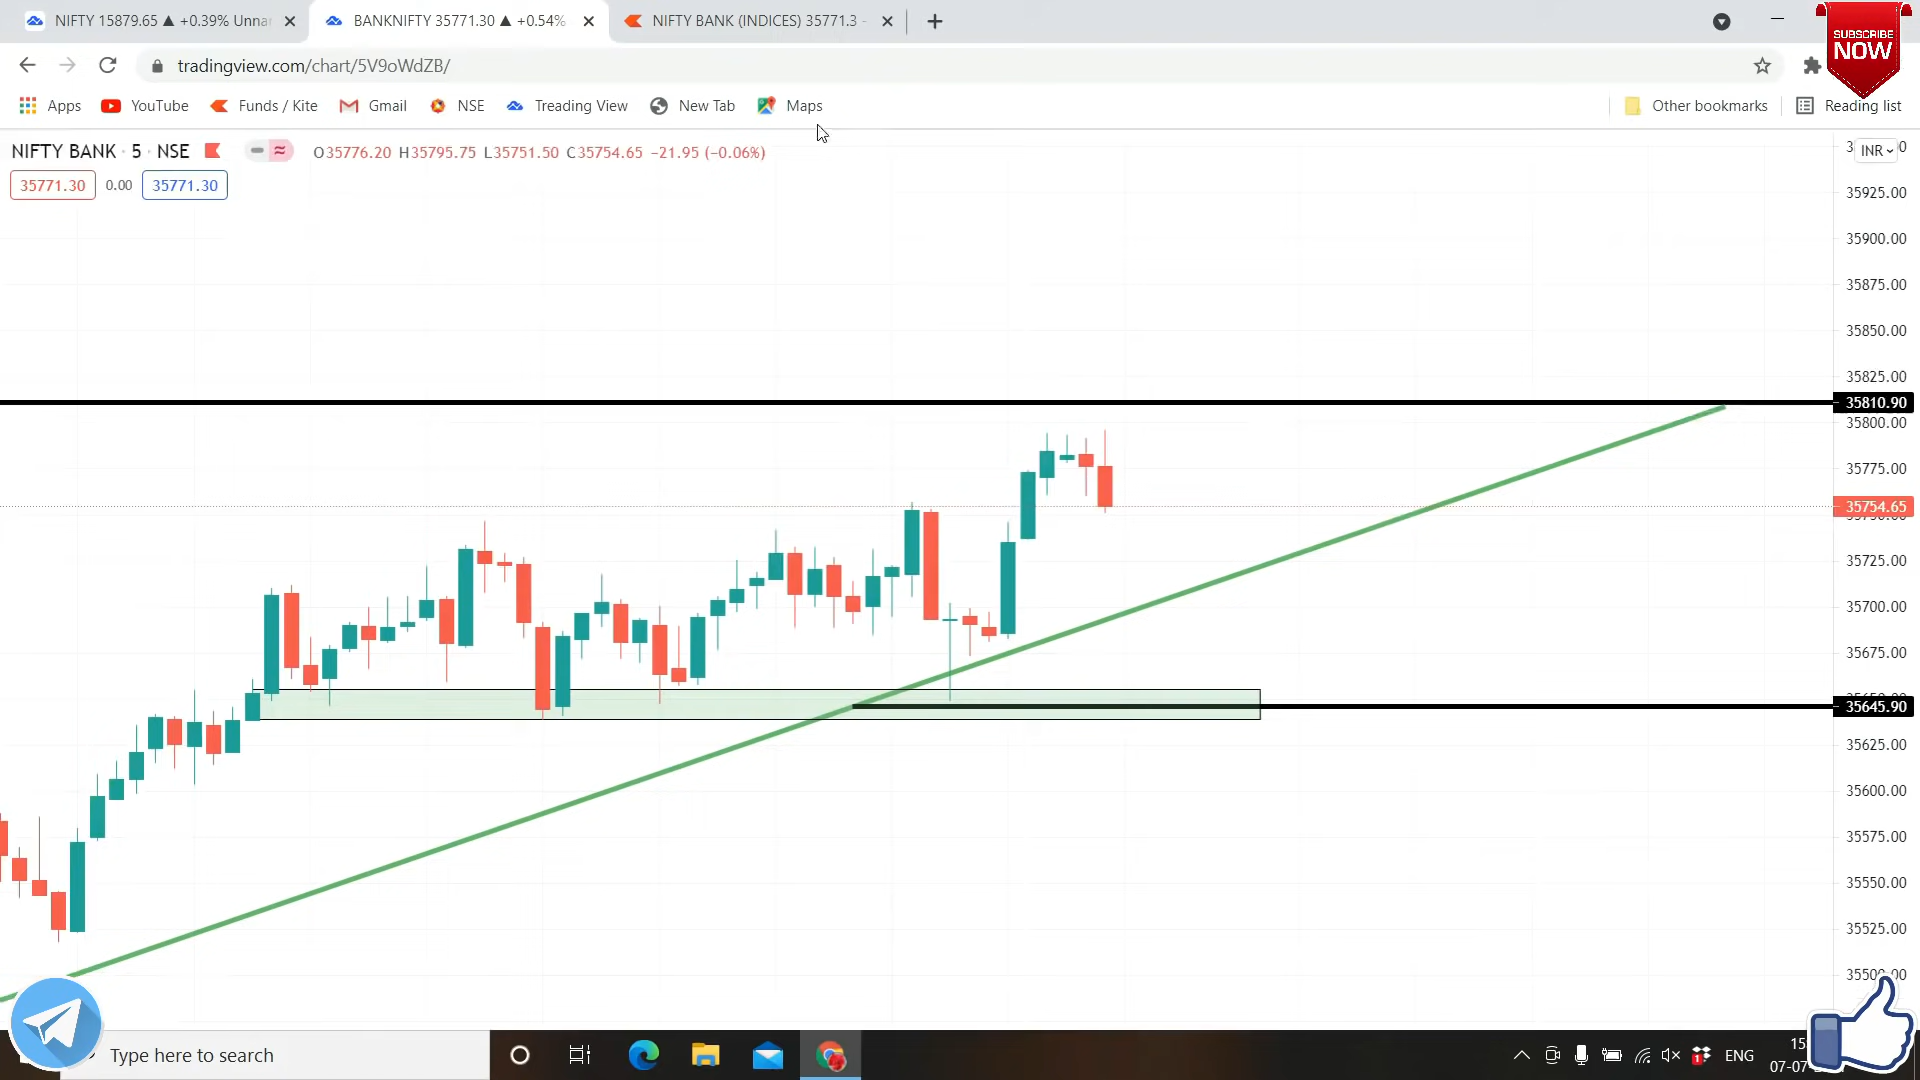 NIFTY 15879.65 ▲ +0.39% Unna
BANKNIFTY 35771.30 ▲ +0.54%
NIFTY BANK (INDICES) 35771.3 -
SUBSCRIBE
NOW
tradingview.com/chart/5V9oWdZB/
Apps
YouTube
Funds / Kite
Gmail
NSE
Treading View
New Tab
Maps
Other bookmarks
Reading list
NIFTY BANK · 5 · NSE
O35776.20 H35795.75 L35751.50 C35754.65 −21.95 (−0.06%)
INR
35771.30
0.00
35771.30
35925.00
35900.00
35875.00
35850.00
35825.00
35810.90
35800.00
35775.00
35754.65
35725.00
35700.00
35675.00
35645.90
35625.00
35600.00
35575.00
35550.00
35525.00
Type here to search
1
ENG
15
07-07-